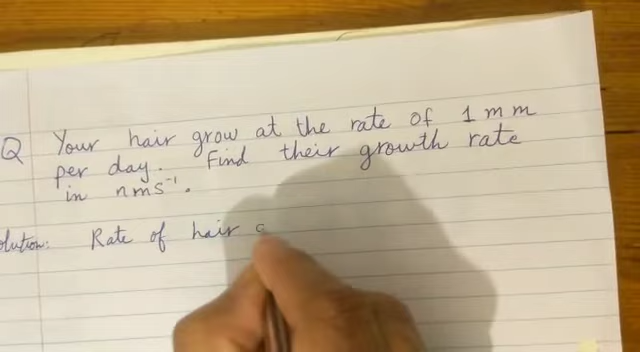 Q Your hair grow at the rate of 1 mm
per day. Find their growth rate
in nms⁻¹.
olution: Rate of hair